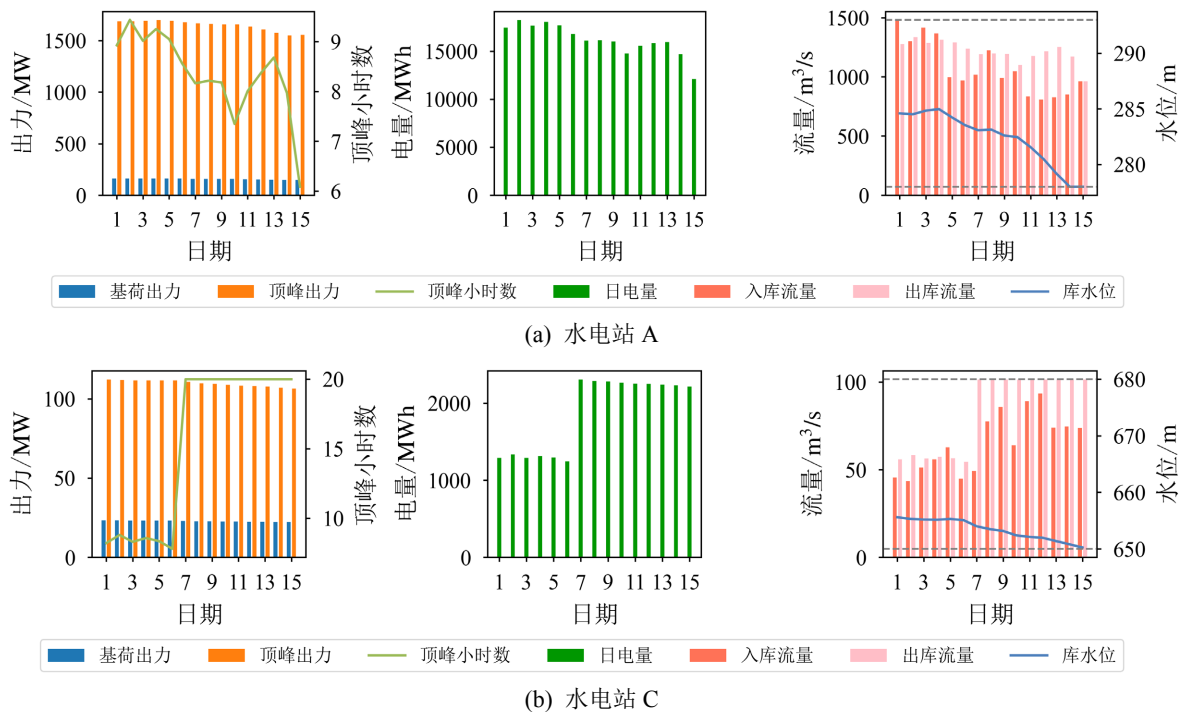 出力/MW
1500
1000
500
0
9
8
7
6
顶峰小时数
1 3 5 7 9 11 13 15
日期
电量/MWh
15000
10000
5000
0
1 3 5 7 9 11 13 15
日期
流量/m³/s
1500
1000
500
0
290
285
280
水位/m
1 3 5 7 9 11 13 15
日期
基荷出力 顶峰出力 顶峰小时数 日电量 入库流量 出库流量 库水位
(a) 水电站 A
出力/MW
100
50
0
20
15
10
顶峰小时数
1 3 5 7 9 11 13 15
日期
电量/MWh
2000
1000
0
1 3 5 7 9 11 13 15
日期
流量/m³/s
100
50
0
680
670
660
650
水位/m
1 3 5 7 9 11 13 15
日期
基荷出力 顶峰出力 顶峰小时数 日电量 入库流量 出库流量 库水位
(b) 水电站 C